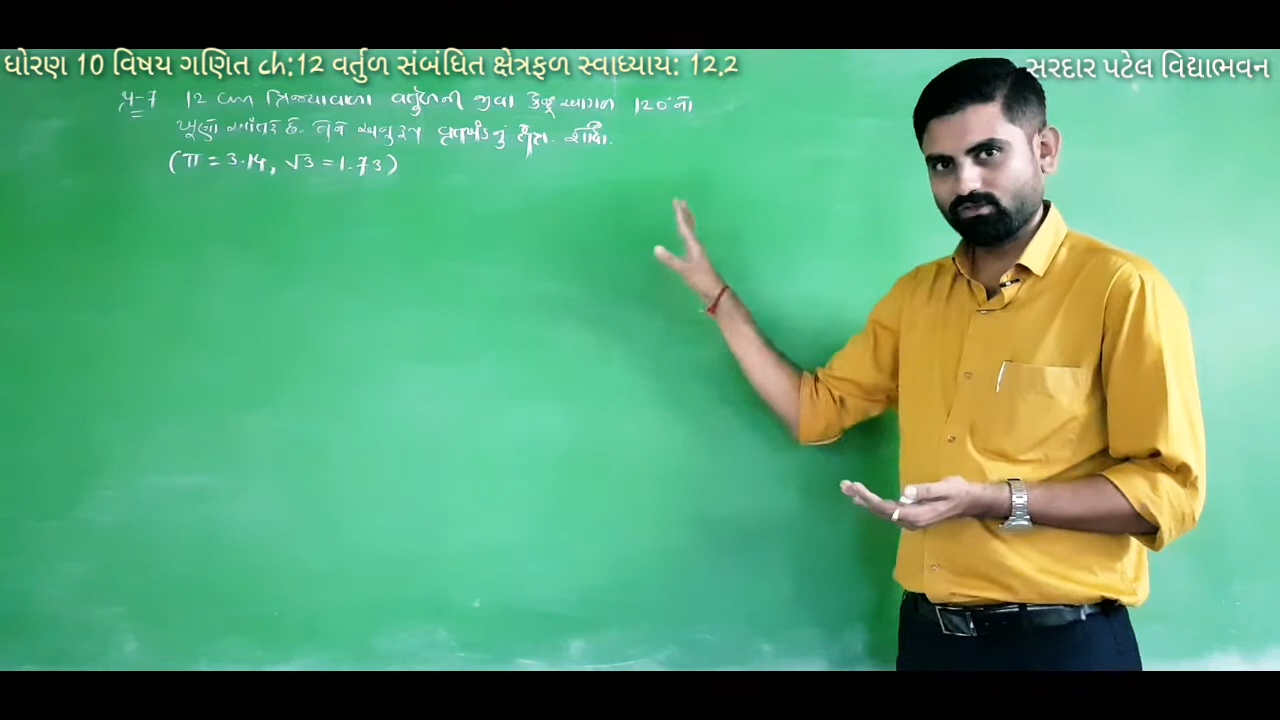 ધોરણ 10 વિષય ગણિત ch:12 વર્તુળ સંબંધિત ક્ષેત્રફળ સ્વાધ્યાય: 12.2
સરદાર પટેલ વિદ્યાભવન
પ્ર-7 12 cm ત્રિજ્યાવાળા વર્તુળની જીવા કેન્દ્ર આગળ 120° નો
ખૂણો આંતરે છે. તેને અનુરૂપ વૃતખંડનું ક્ષેત્રફળ. શોધો.
(π = 3.14, √3 = 1.73)